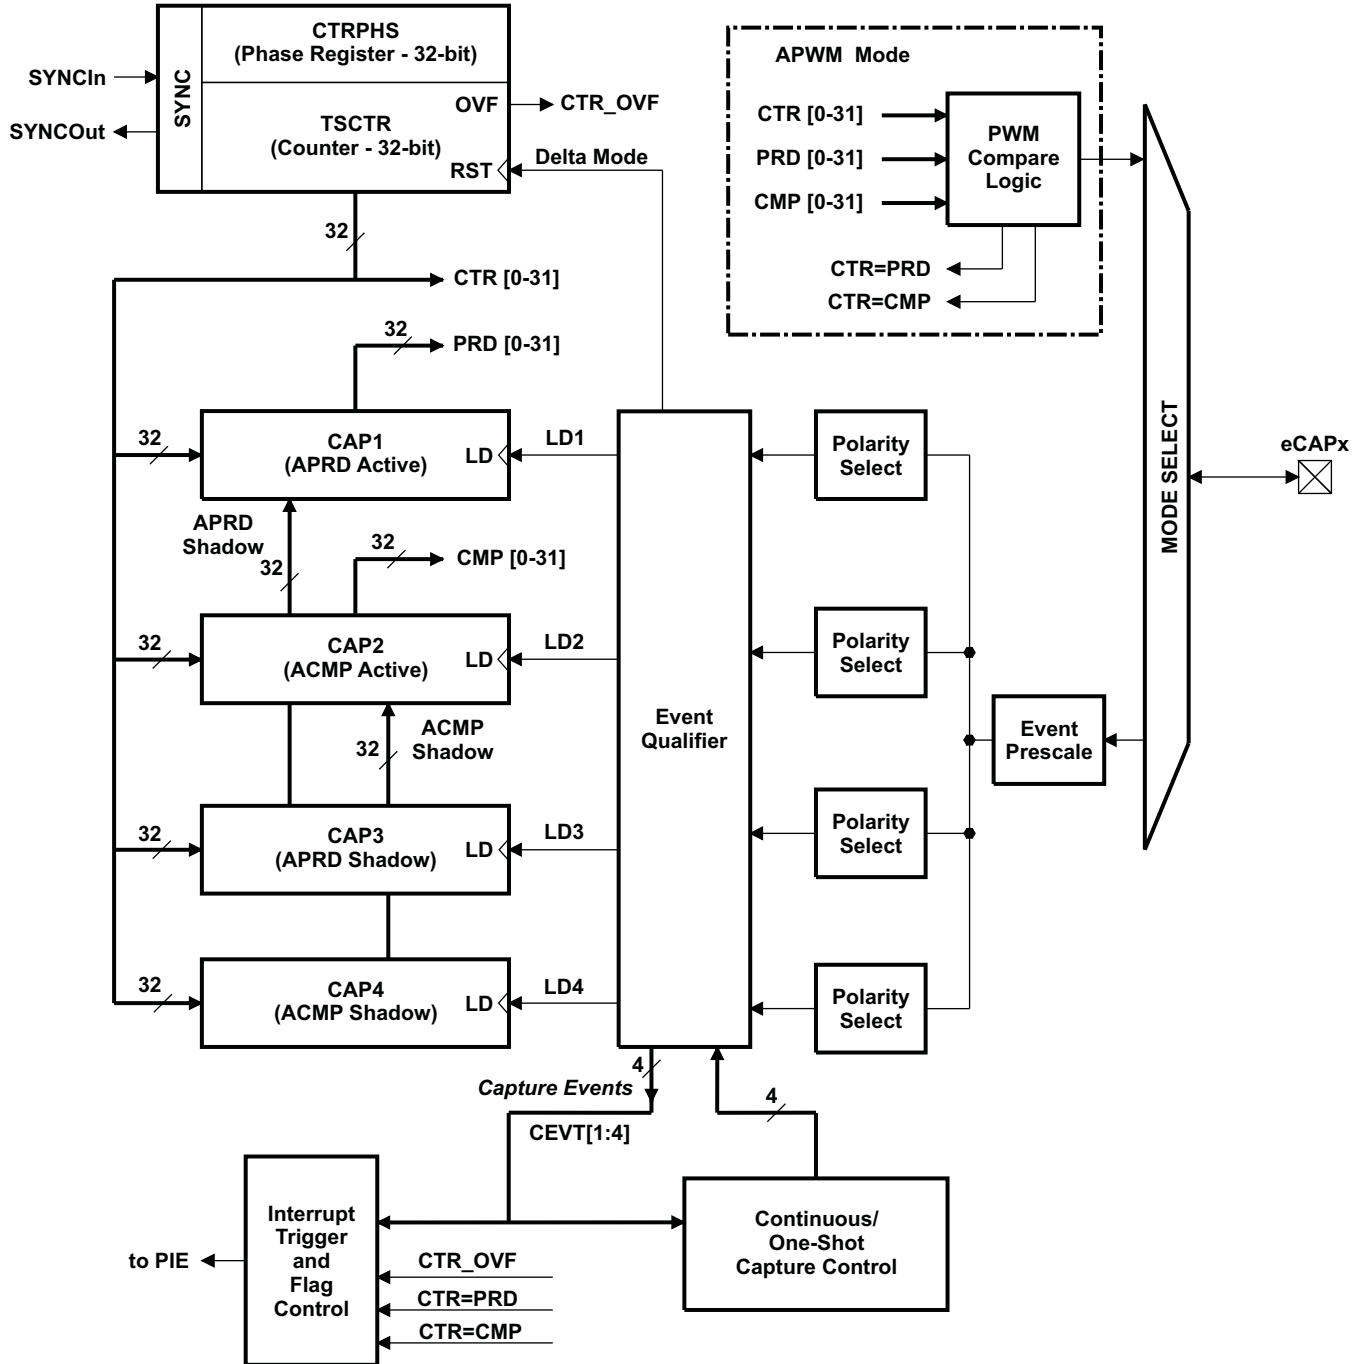 CTRPHS
(Phase Register - 32-bit)
SYNCIn
SYNC
OVF
CTR_OVF
SYNCOut
TSCTR
(Counter - 32-bit)
RST
Delta Mode
APWM Mode
CTR [0-31]
PRD [0-31]
CMP [0-31]
PWM
Compare
Logic
CTR=PRD
CTR=CMP
32
CTR [0-31]
32
PRD [0-31]
32
CAP1
(APRD Active)
LD
LD1
Polarity
Select
MODE SELECT
eCAPx
APRD
Shadow
32
32
CMP [0-31]
32
CAP2
(ACMP Active)
LD
LD2
Polarity
Select
ACMP
Shadow
32
Event
Qualifier
Event
Prescale
32
CAP3
(APRD Shadow)
LD
LD3
Polarity
Select
32
CAP4
(ACMP Shadow)
LD
LD4
Polarity
Select
4
Capture Events
4
CEVT[1:4]
Interrupt
Trigger
and
Flag
Control
to PIE
CTR_OVF
CTR=PRD
CTR=CMP
Continuous/
One-Shot
Capture Control